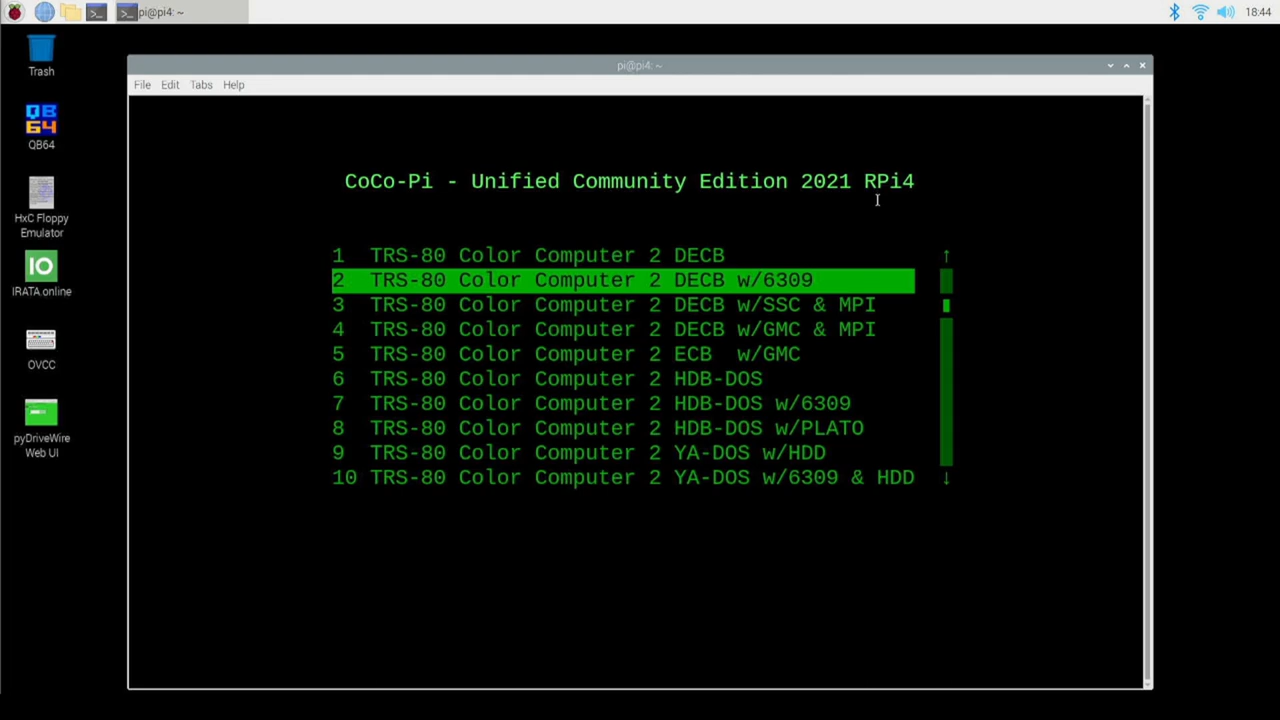 pi@pi4: ~
18:44
Trash
QB64
HxC Floppy
Emulator
IO
IRATA.online
OVCC
pyDriveWire
Web UI
pi@pi4: ~
File Edit Tabs Help
CoCo-Pi - Unified Community Edition 2021 RPi4
1 TRS-80 Color Computer 2 DECB ↑
2 TRS-80 Color Computer 2 DECB w/6309
3 TRS-80 Color Computer 2 DECB w/SSC & MPI
4 TRS-80 Color Computer 2 DECB w/GMC & MPI
5 TRS-80 Color Computer 2 ECB  w/GMC
6 TRS-80 Color Computer 2 HDB-DOS
7 TRS-80 Color Computer 2 HDB-DOS w/6309
8 TRS-80 Color Computer 2 HDB-DOS w/PLATO
9 TRS-80 Color Computer 2 YA-DOS w/HDD
10 TRS-80 Color Computer 2 YA-DOS w/6309 & HDD ↓